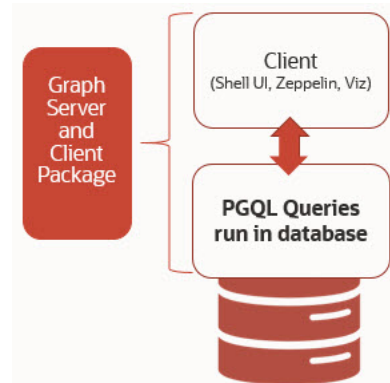 Graph
Server
and
Client
Package
Client
(Shell UI, Zeppelin, Viz)
PGQL Queries
run in database